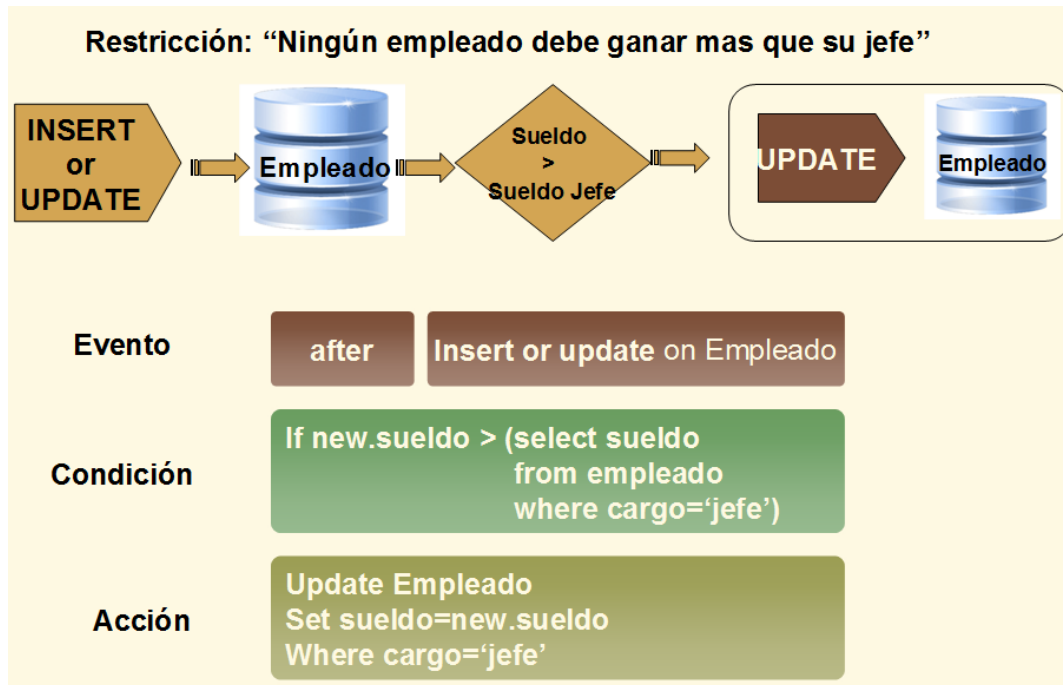 Restricción: “Ningún empleado debe ganar mas que su jefe”
INSERT
or
UPDATE
Empleado
Sueldo
>
Sueldo Jefe
UPDATE
Empleado
Evento
after
Insert or update on Empleado
Condición
If new.sueldo > (select sueldo
from empleado
where cargo=‘jefe’)
Acción
Update Empleado
Set sueldo=new.sueldo
Where cargo=‘jefe’